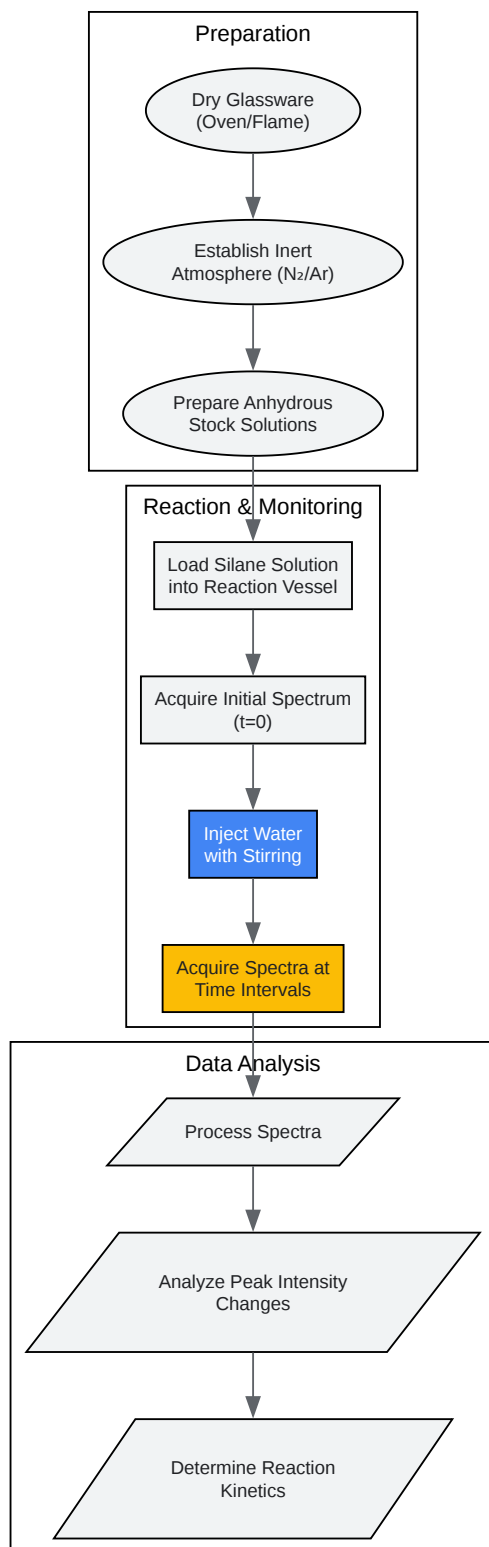 Preparation
Dry Glassware
(Oven/Flame)
Establish Inert
Atmosphere (N₂/Ar)
Prepare Anhydrous
Stock Solutions
Reaction & Monitoring
Load Silane Solution
into Reaction Vessel
Acquire Initial Spectrum
(t=0)
Inject Water
with Stirring
Acquire Spectra at
Time Intervals
Data Analysis
Process Spectra
Analyze Peak Intensity
Changes
Determine Reaction
Kinetics